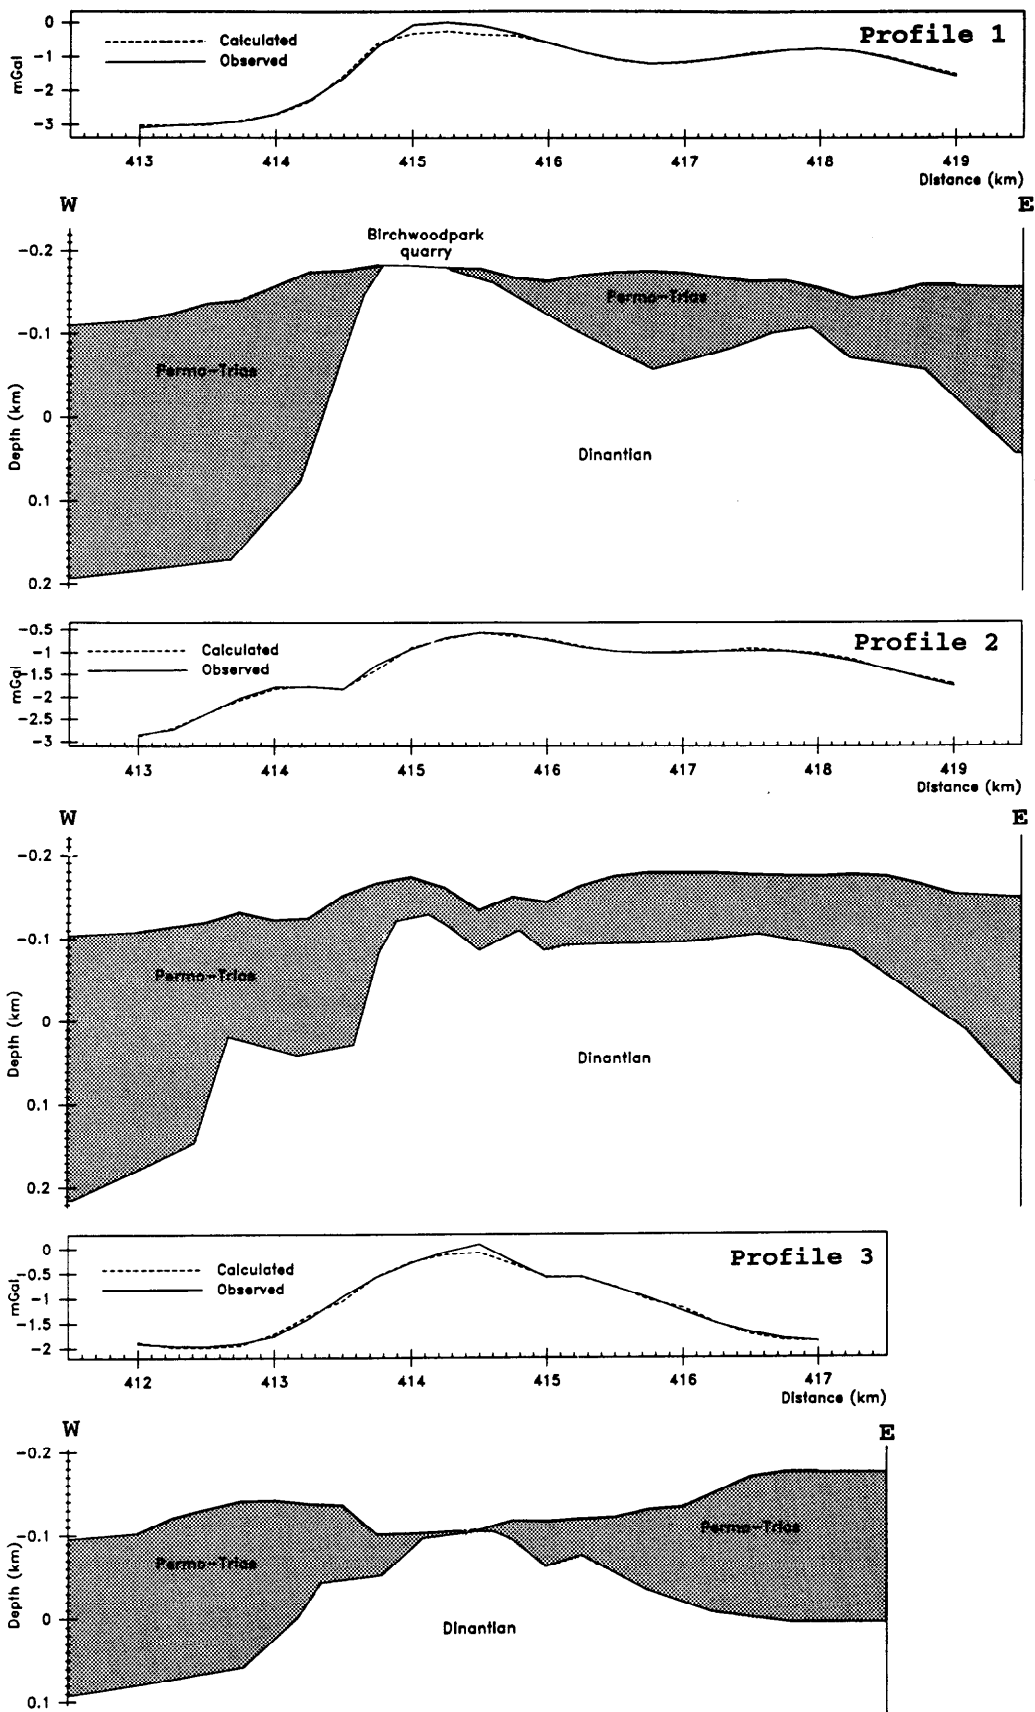 Profile 1
Calculated
Observed
mGal
0
-1
-2
-3
413 414 415 416 417 418 419
Distance (km)
W
E
Birchwoodpark
quarry
Depth (km)
-0.2
-0.1
0
0.1
0.2
Permo-Trias
Permo-Trias
Dinantian
Profile 2
Calculated
Observed
mGal
-0.5
-1
-1.5
-2
-2.5
-3
413 414 415 416 417 418 419
Distance (km)
W
E
Depth (km)
-0.2
-0.1
0
0.1
0.2
Permo-Trias
Dinantian
Profile 3
Calculated
Observed
mGal
0
-0.5
-1
-1.5
-2
412 413 414 415 416 417
Distance (km)
W
E
Depth (km)
-0.2
-0.1
0
0.1
Permo-Trias
Permo-Trias
Dinantian